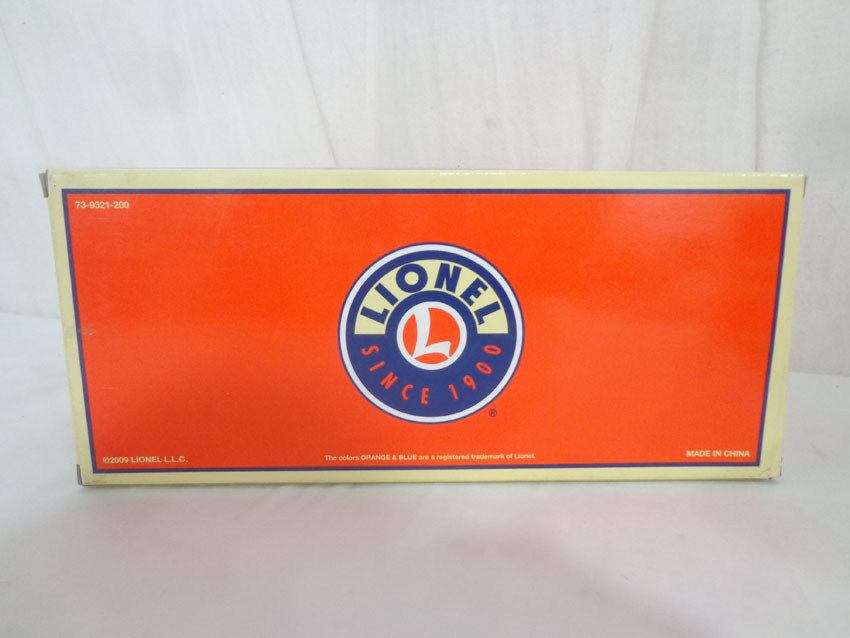 73-9321-200
LIONEL
L
SINCE 1900
®
©2009 LIONEL L.L.C.
The colors ORANGE & BLUE are a registered trademark of Lionel.
MADE IN CHINA